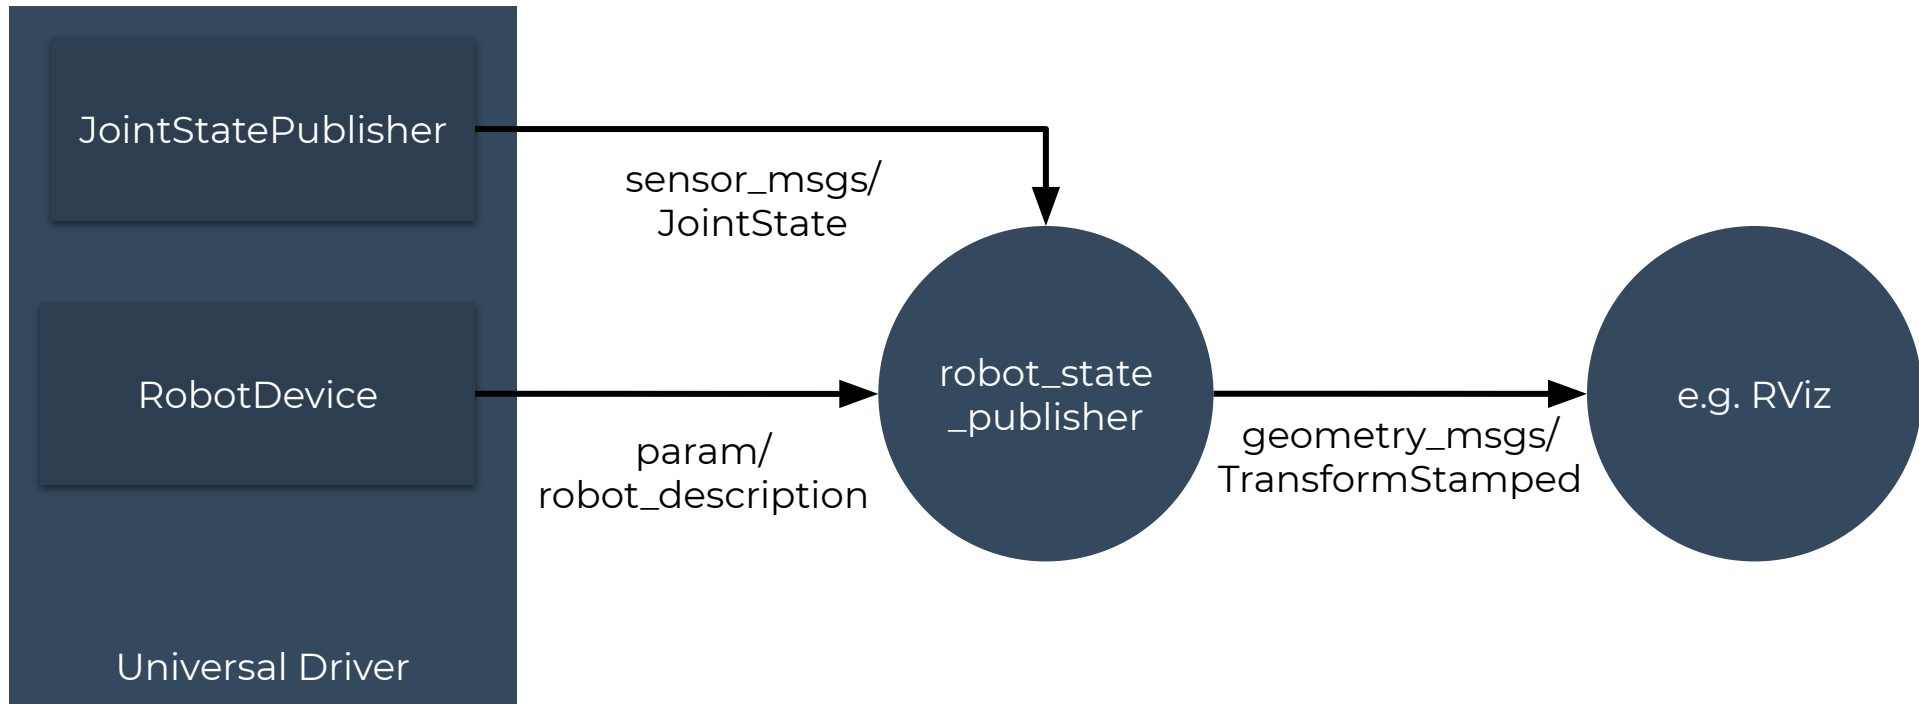 JointStatePublisher
sensor_msgs/
JointState
RobotDevice
param/
robot_description
robot_state
_publisher
geometry_msgs/
TransformStamped
e.g. RViz
Universal Driver